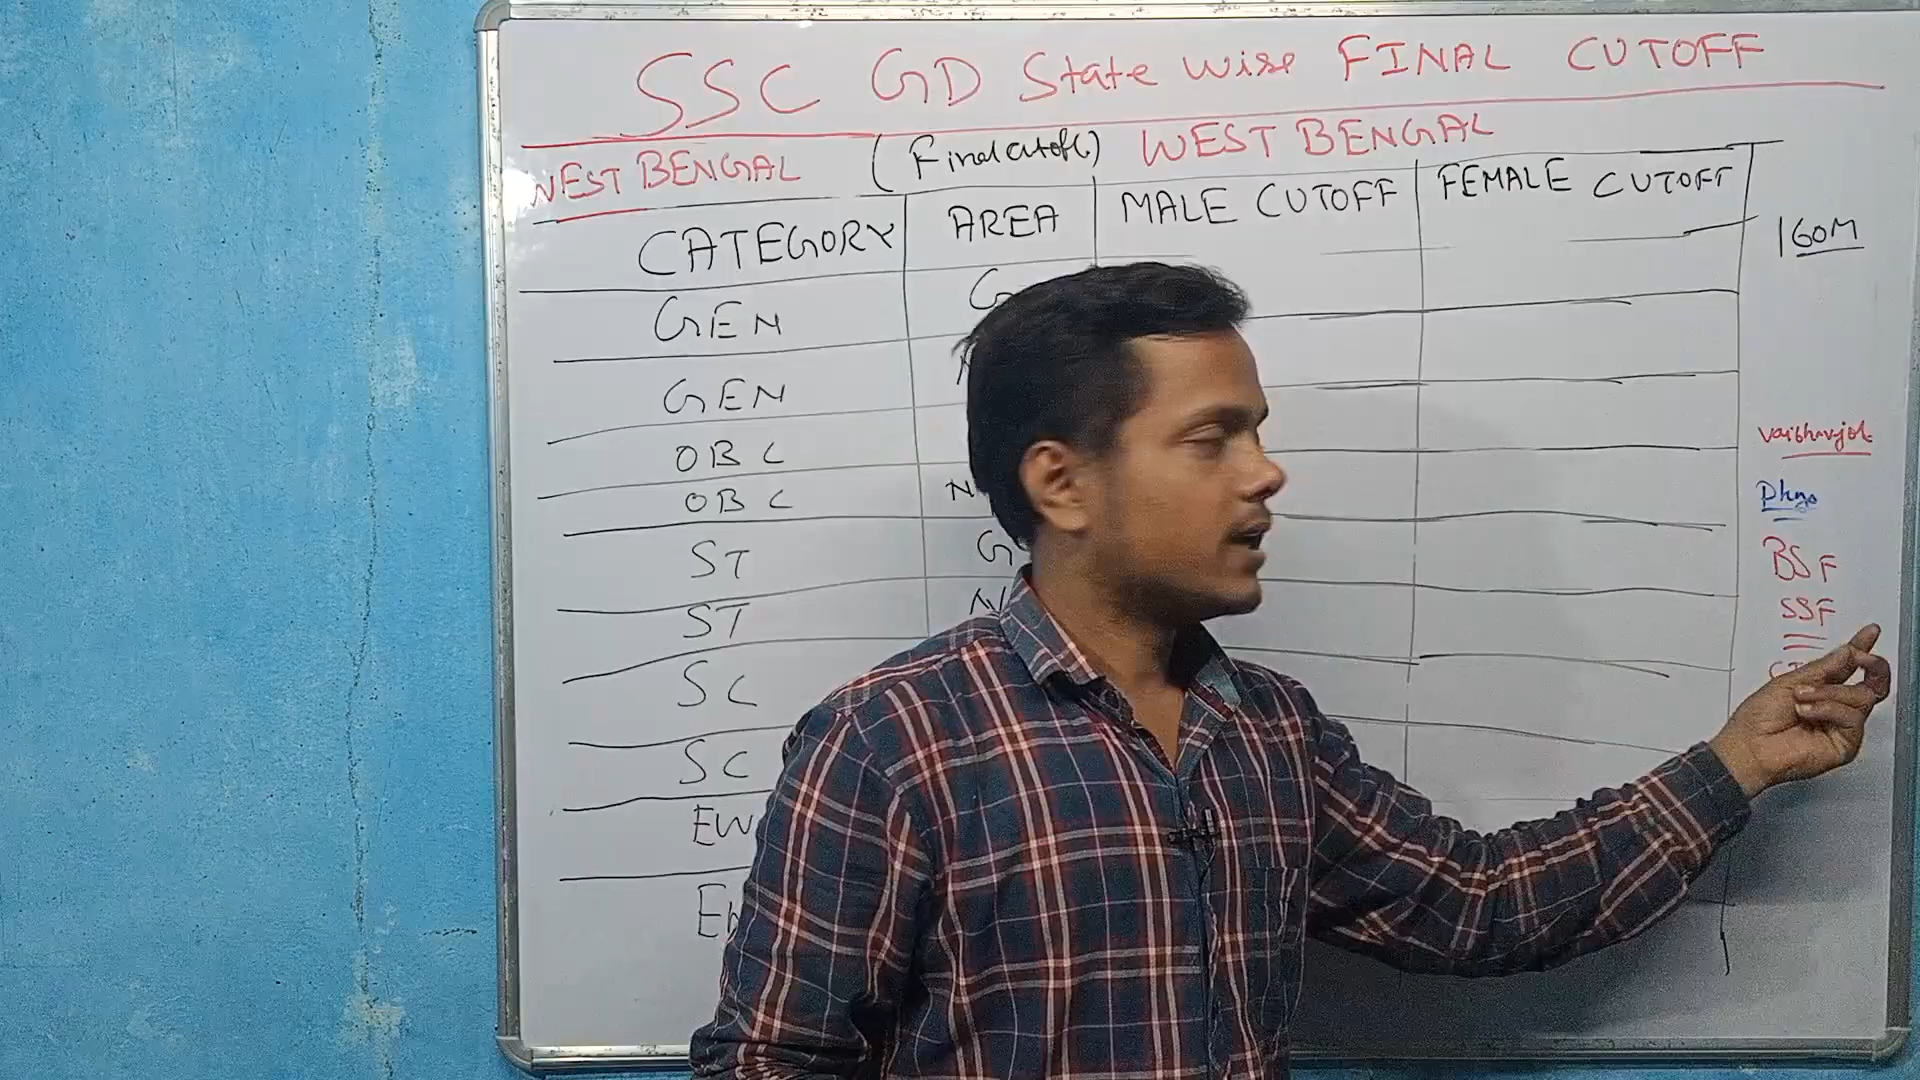 SSC GD State wise FINAL CUTOFF
WEST BENGAL (Final cutoff) WEST BENGAL
CATEGORY AREA MALE CUTOFF FEMALE CUTOFF
160M
GEN G
GEN
OBC
OBC N
ST G
ST N
SC
SC
EW
E
BSF
SSF